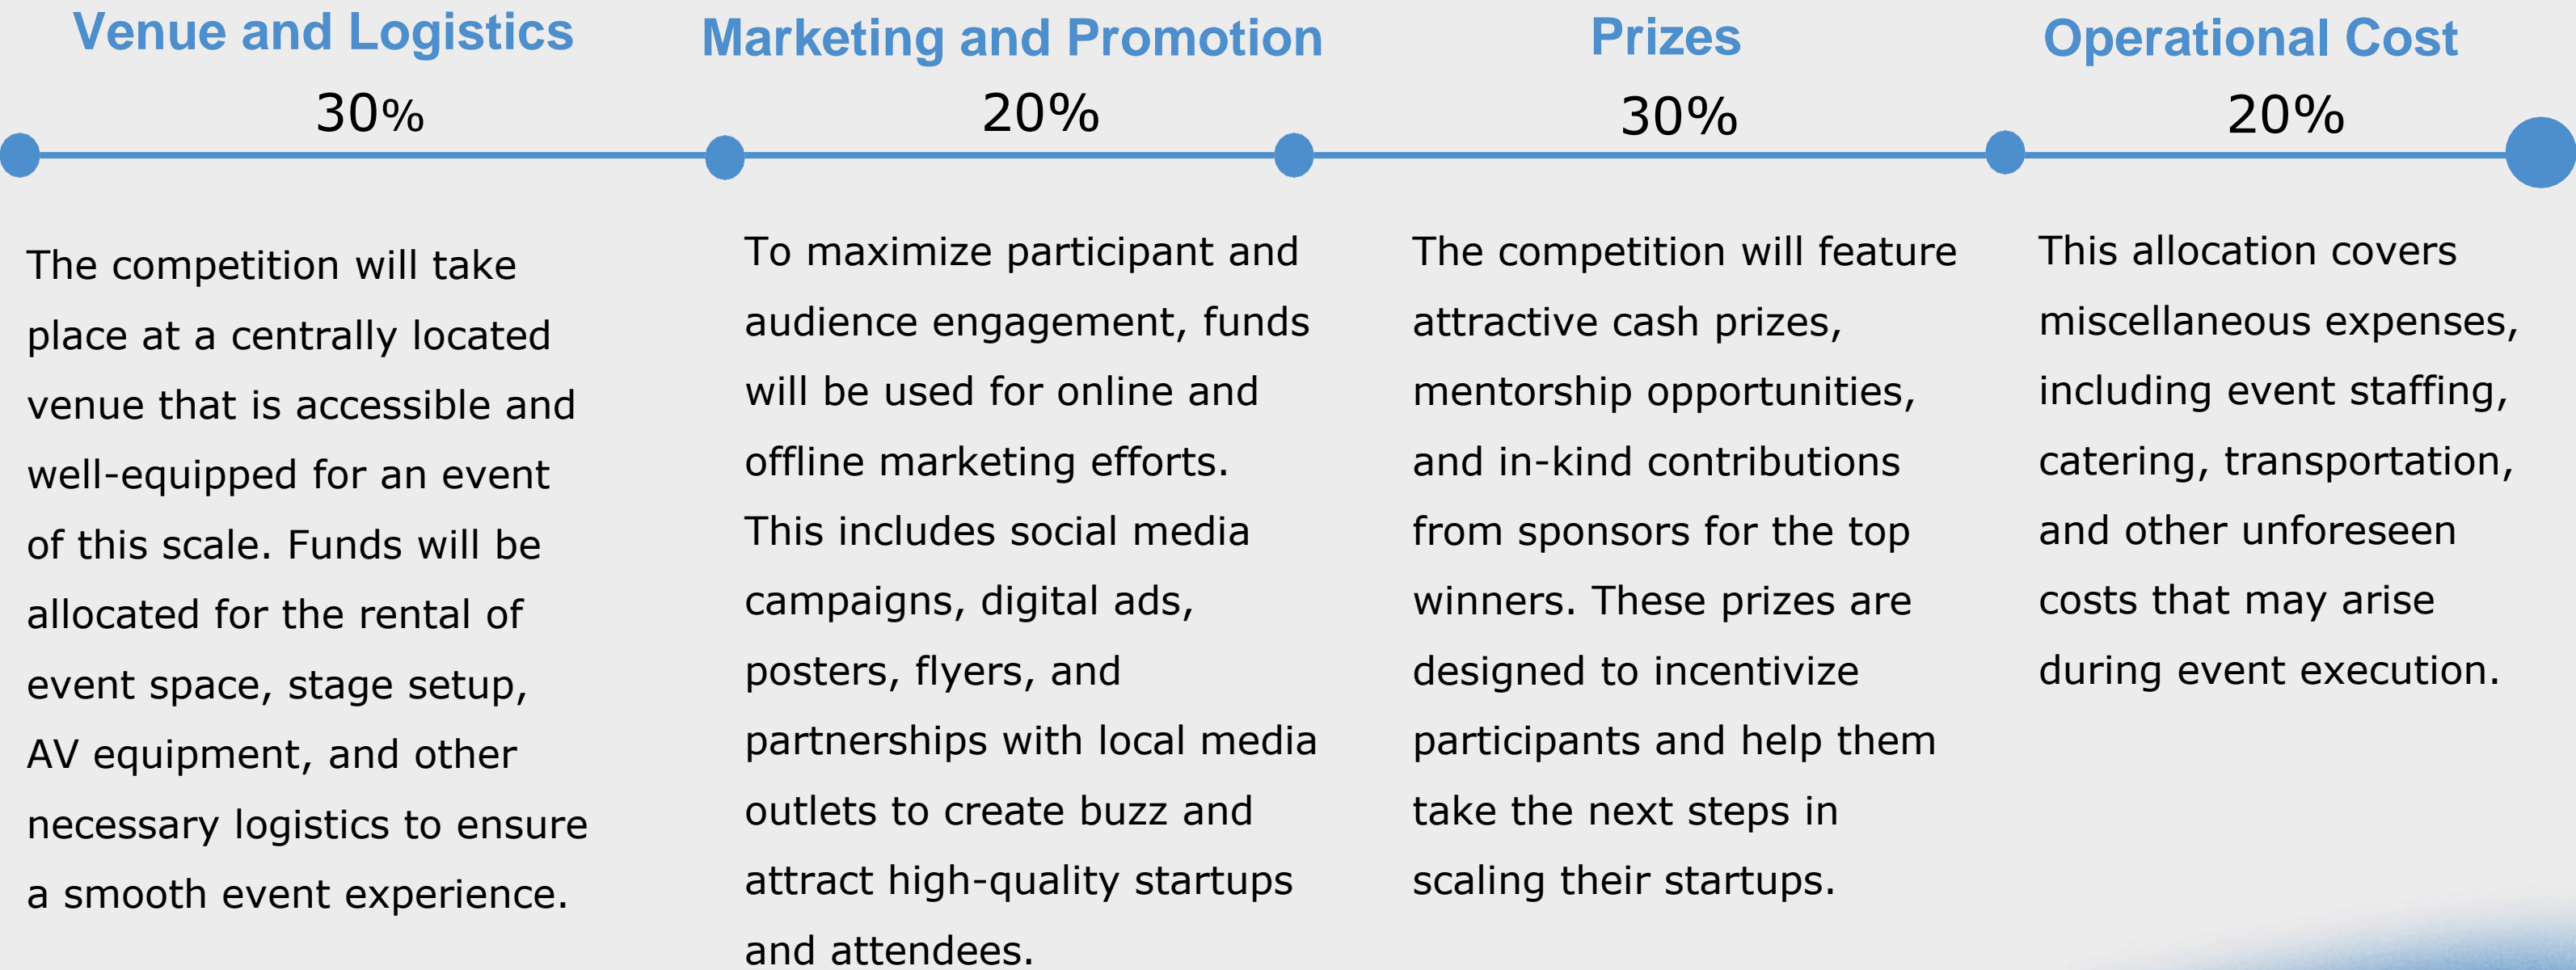 Venue and Logistics
30%
The competition will take
place at a centrally located
venue that is accessible and
well-equipped for an event
of this scale. Funds will be
allocated for the rental of
event space, stage setup,
AV equipment, and other
necessary logistics to ensure
a smooth event experience.
Marketing and Promotion
20%
To maximize participant and
audience engagement, funds
will be used for online and
offline marketing efforts.
This includes social media
campaigns, digital ads,
posters, flyers, and
partnerships with local media
outlets to create buzz and
attract high-quality startups
and attendees.
Prizes
30%
The competition will feature
attractive cash prizes,
mentorship opportunities,
and in-kind contributions
from sponsors for the top
winners. These prizes are
designed to incentivize
participants and help them
take the next steps in
scaling their startups.
Operational Cost
20%
This allocation covers
miscellaneous expenses,
including event staffing,
catering, transportation,
and other unforeseen
costs that may arise
during event execution.